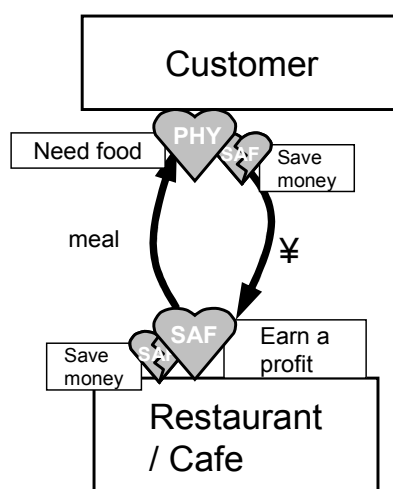 Customer
PHY
Need food
SAF
Save
money
meal
¥
SAF
Earn a
profit
Save
money
Restaurant
/ Cafe